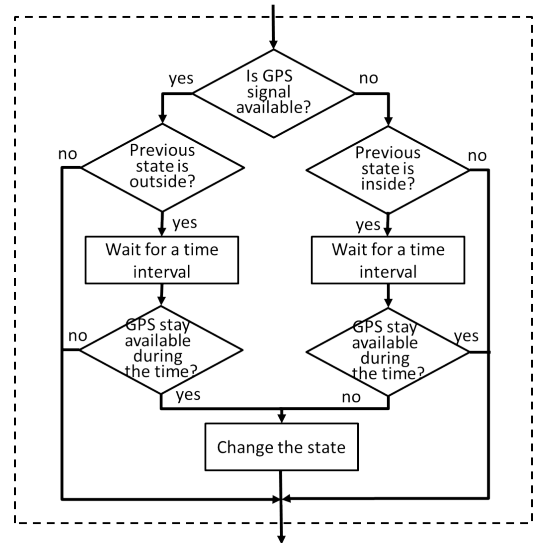 Is GPS
signal
available?
yes
no
Previous
state is
outside?
no
Previous
state is
inside?
no
yes
yes
Wait for a time
interval
Wait for a time
interval
GPS stay
available
during
the time?
no
GPS stay
available
during
the time?
yes
yes
no
Change the state